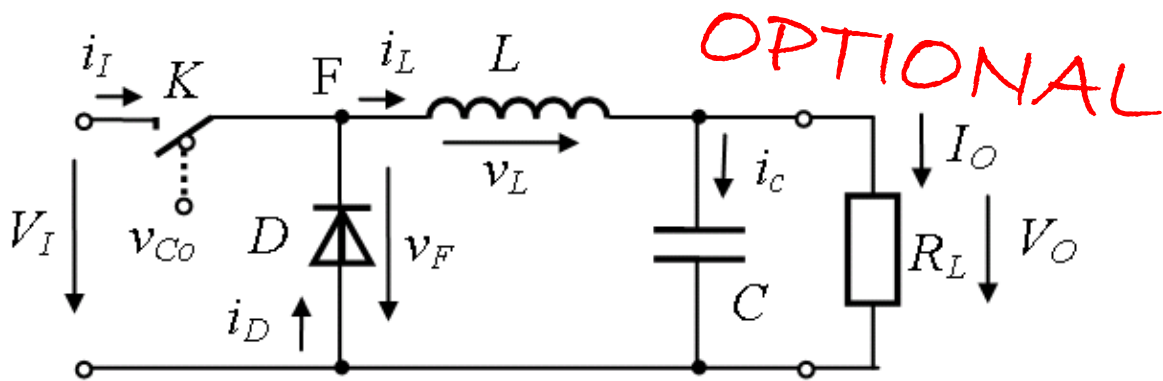 OPTIONAL
i_I K F i_L L
I_O
v_L i_c
V_I v_Co D v_F R_L V_O
i_D C